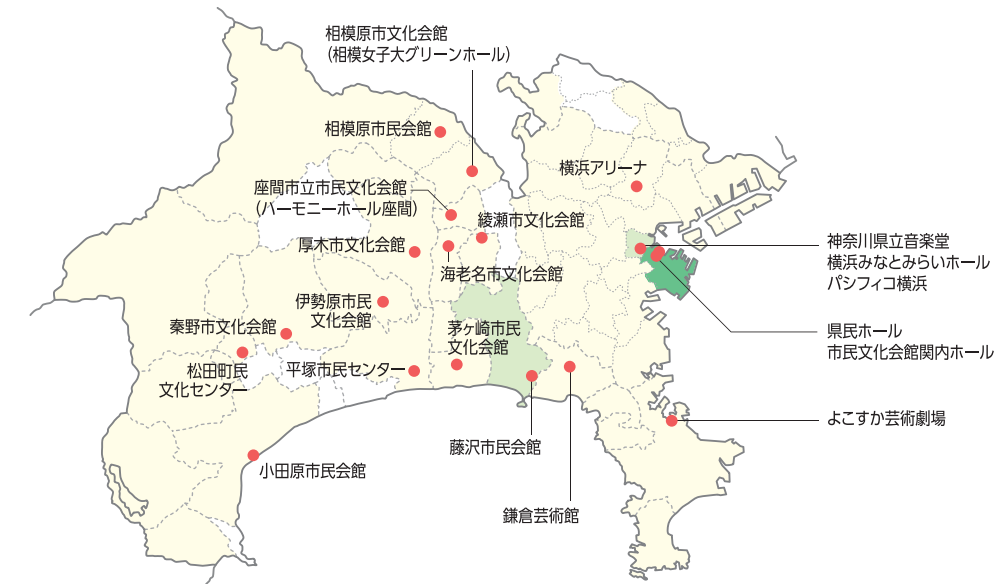 相模原市文化会館
（相模女子大グリーンホール）
相模原市民会館
横浜アリーナ
座間市立市民文化会館
（ハーモニーホール座間）
綾瀬市文化会館
厚木市文化会館
海老名市文化会館
神奈川県立音楽堂
横浜みなとみらいホール
パシフィコ横浜
伊勢原市民
文化会館
秦野市文化会館
茅ヶ崎市民
文化会館
県民ホール
市民文化会館関内ホール
松田町民
文化センター
平塚市民センター
よこすか芸術劇場
藤沢市民会館
小田原市民会館
鎌倉芸術館